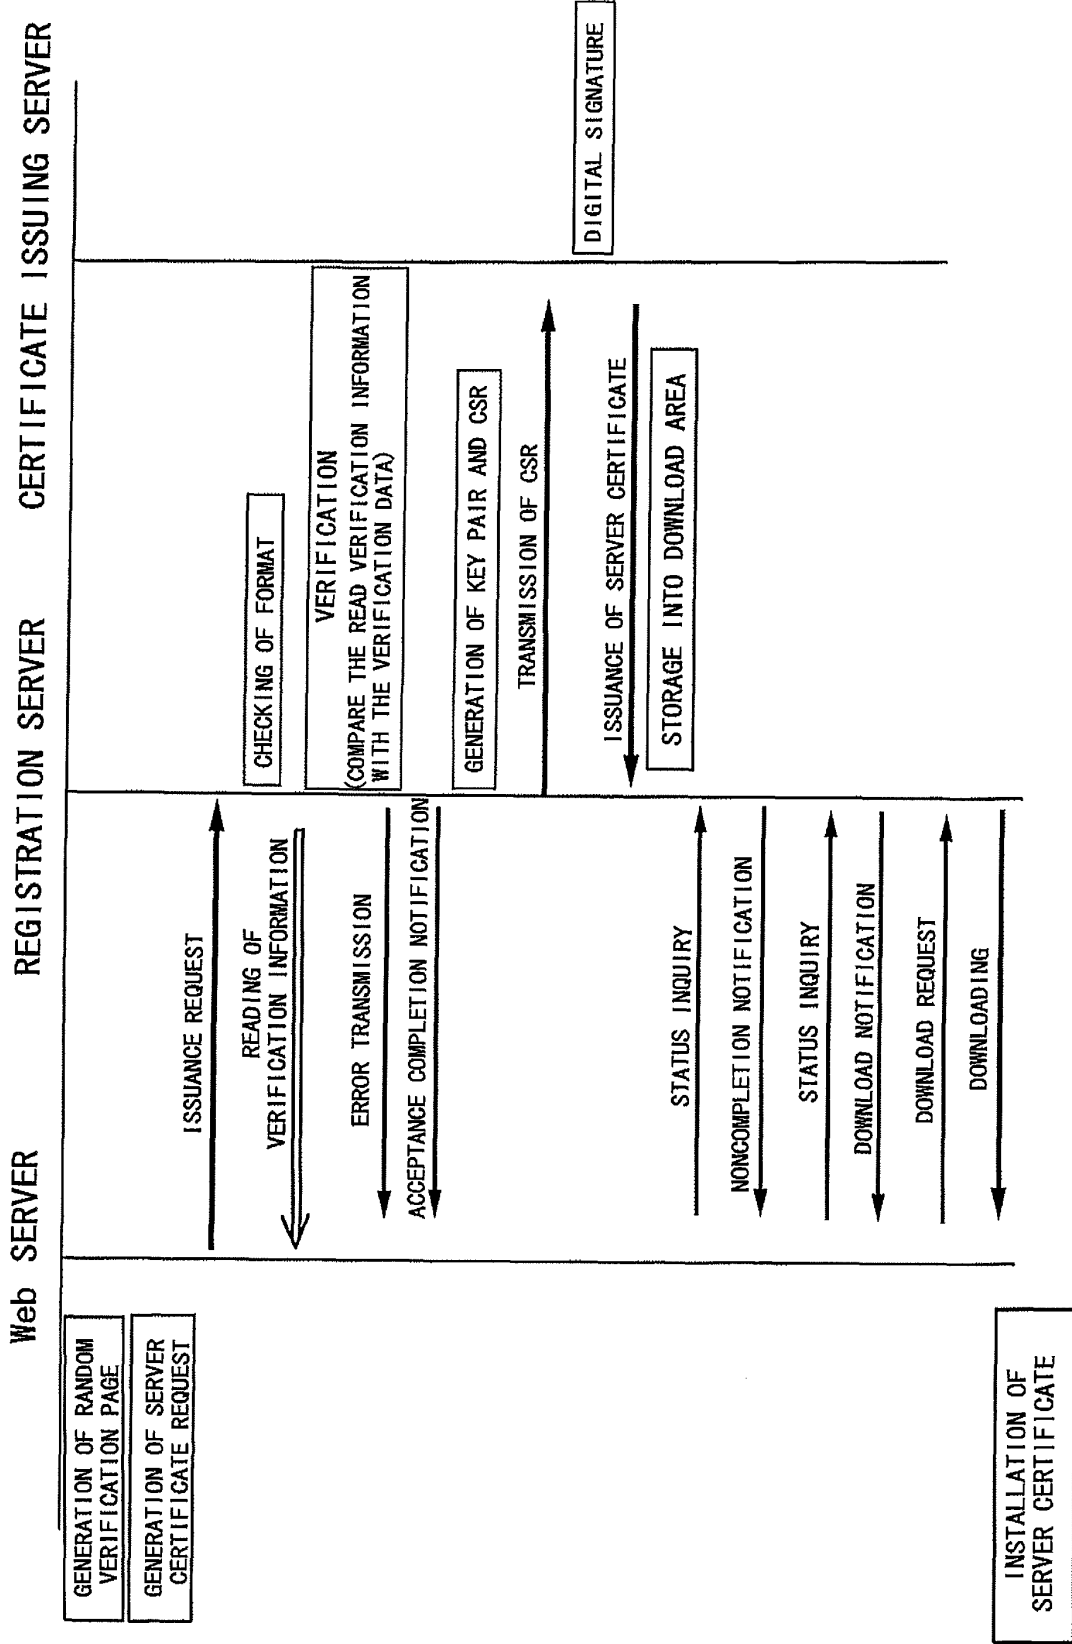 Web SERVER
REGISTRATION SERVER
CERTIFICATE ISSUING SERVER
GENERATION OF RANDOM
VERIFICATION PAGE
GENERATION OF SERVER
CERTIFICATE REQUEST
ISSUANCE REQUEST
CHECKING OF FORMAT
READING OF
VERIFICATION INFORMATION
VERIFICATION
(COMPARE THE READ VERIFICATION INFORMATION
WITH THE VERIFICATION DATA)
ERROR TRANSMISSION
ACCEPTANCE COMPLETION NOTIFICATION
GENERATION OF KEY PAIR AND CSR
TRANSMISSION OF CSR
DIGITAL SIGNATURE
ISSUANCE OF SERVER CERTIFICATE
STORAGE INTO DOWNLOAD AREA
STATUS INQUIRY
NONCOMPLETION NOTIFICATION
STATUS INQUIRY
DOWNLOAD NOTIFICATION
DOWNLOAD REQUEST
DOWNLOADING
INSTALLATION OF
SERVER CERTIFICATE